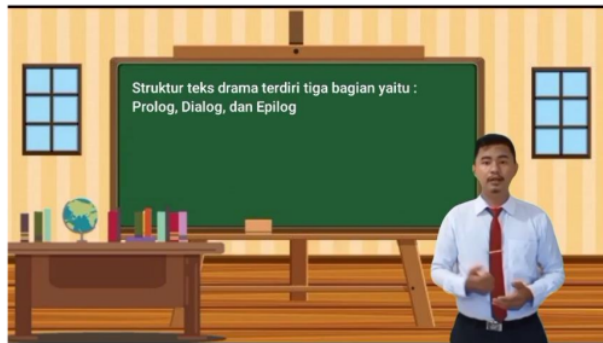 Struktur teks drama terdiri tiga bagian yaitu :
Prolog, Dialog, dan Epilog